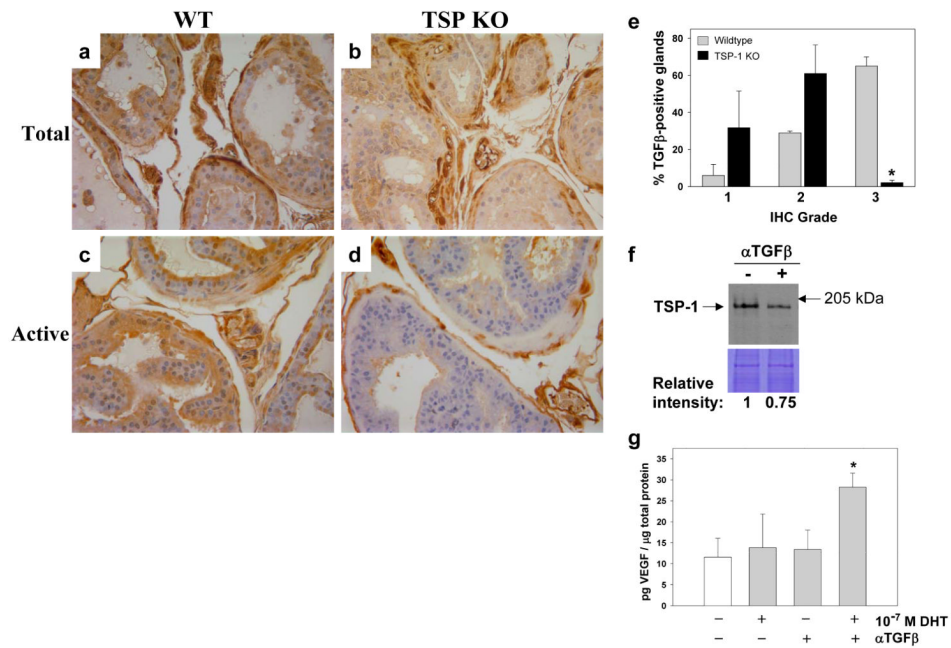 WT
TSP KO
a
b
Total
c
d
Active
e
Wildtype
TSP-1 KO
% TGFβ-positive glands
80
60
40
20
0
*
1 2 3
IHC Grade
f
αTGFβ
- +
TSP-1
205 kDa
Relative
intensity: 1 0.75
g
pg VEGF / µg total protein
35
30
25
20
15
10
5
0
*
– + – + 10⁻⁷ M DHT
– – + + αTGFβ